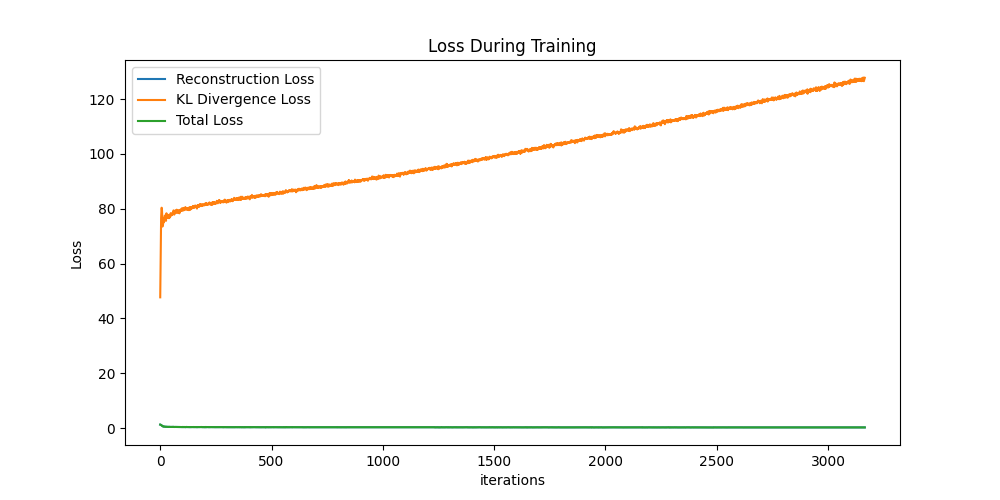 Loss During Training
Reconstruction Loss
KL Divergence Loss
Total Loss
Loss
120
100
80
60
40
20
0
0 500 1000 1500 2000 2500 3000
iterations